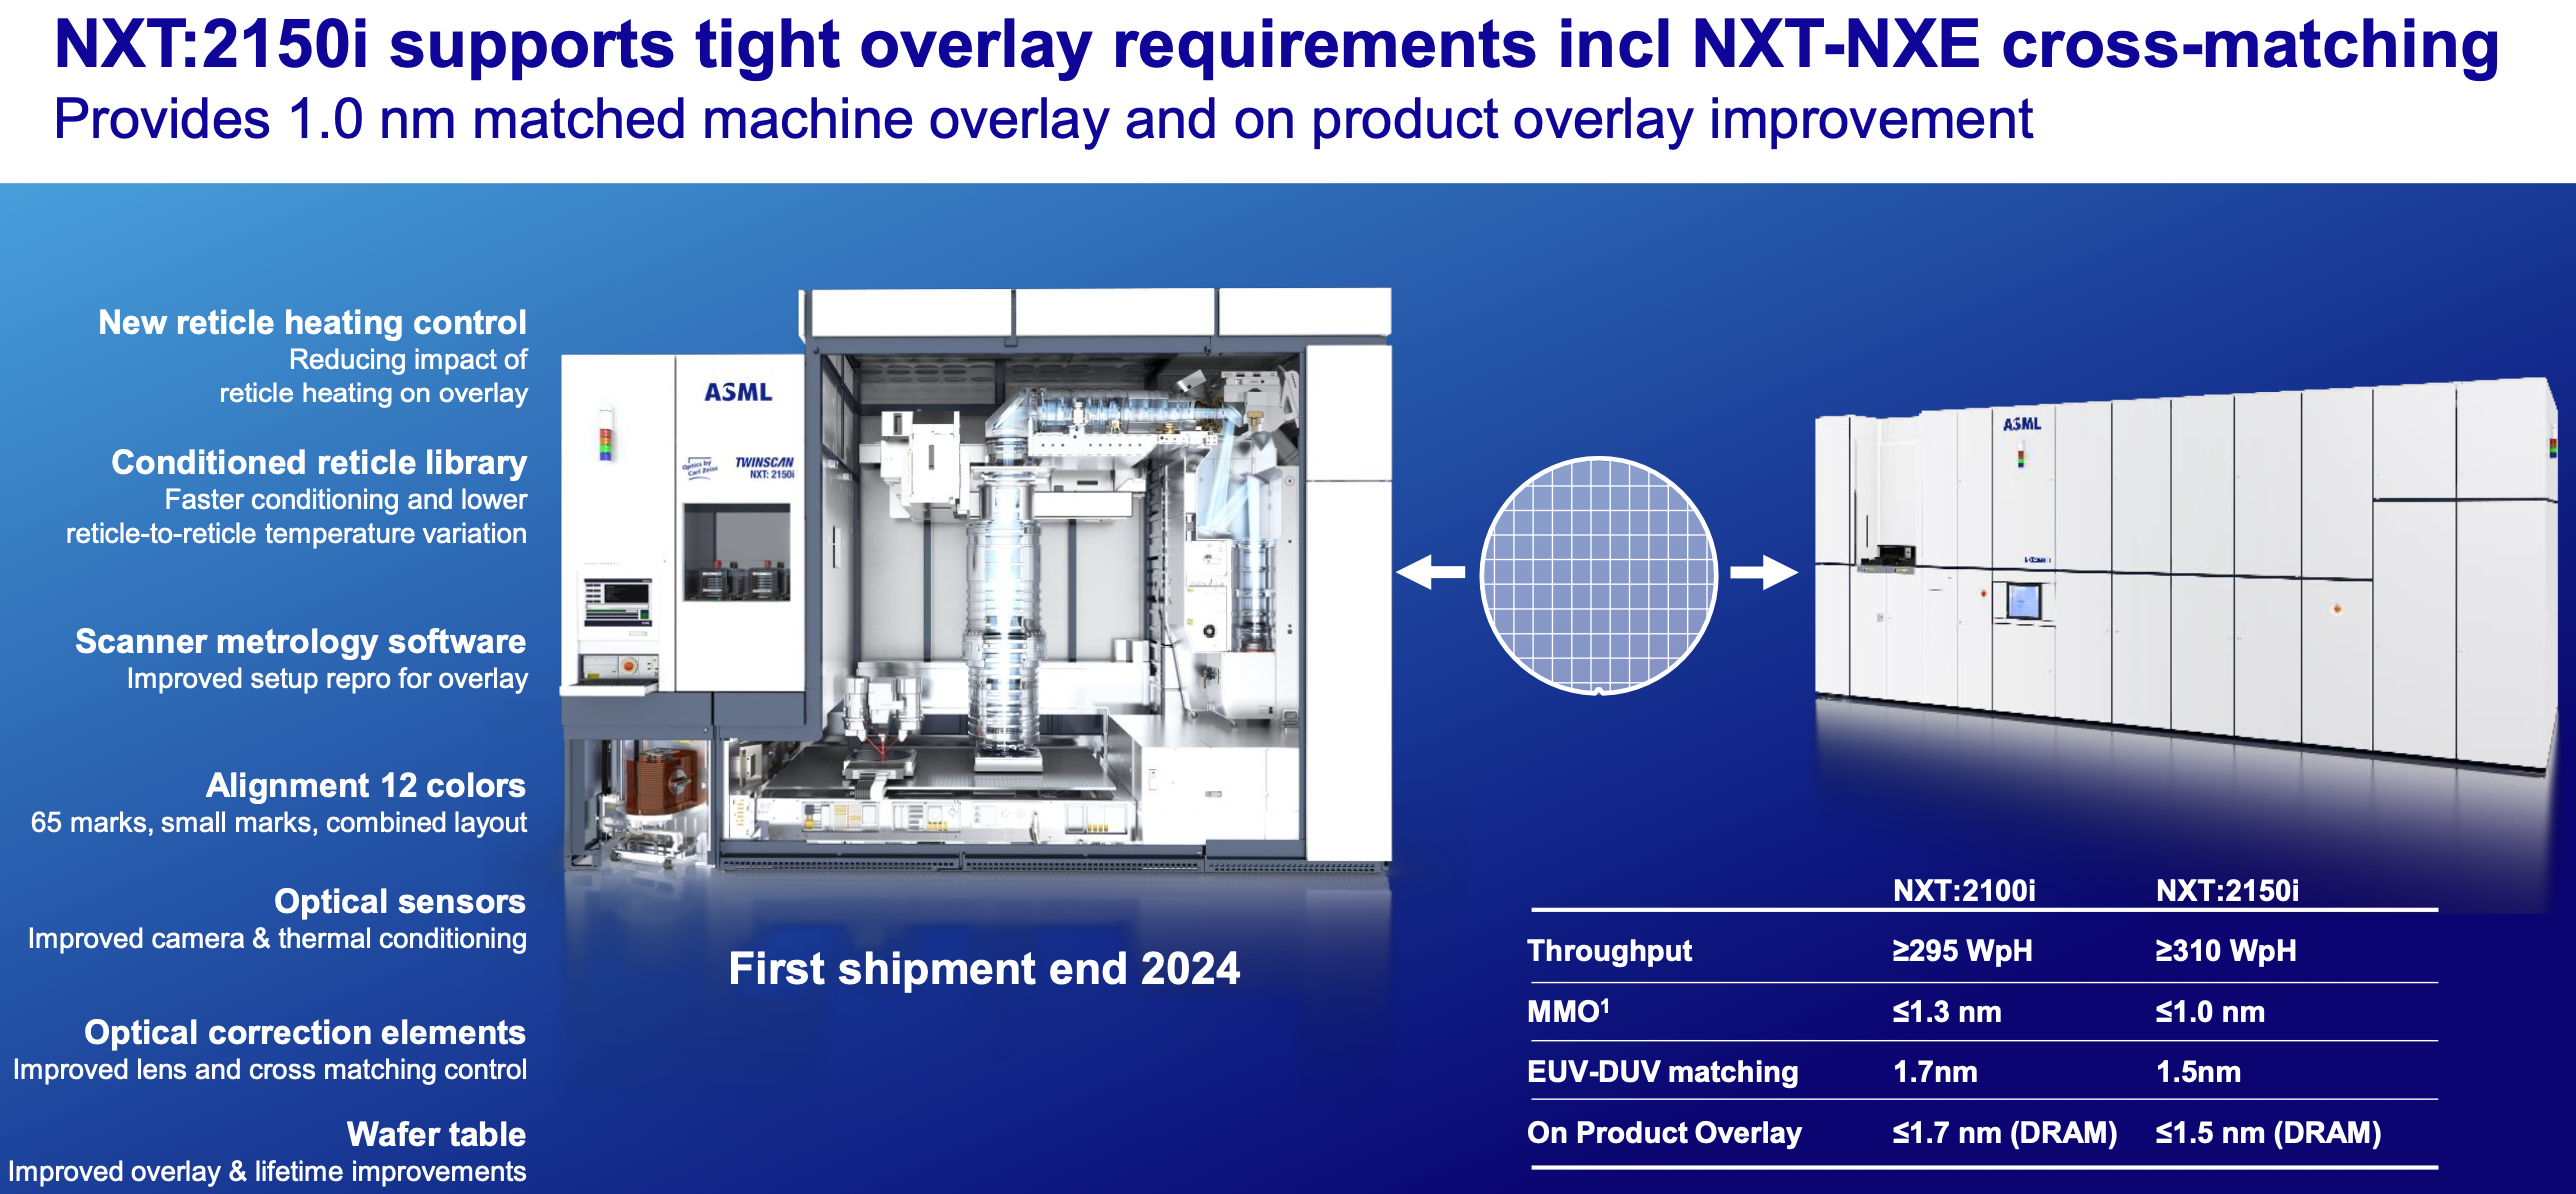 NXT:2150i supports tight overlay requirements incl NXT-NXE cross-matching
Provides 1.0 nm matched machine overlay and on product overlay improvement
New reticle heating control
Reducing impact of
reticle heating on overlay
Conditioned reticle library
Faster conditioning and lower
reticle-to-reticle temperature variation
Scanner metrology software
Improved setup repro for overlay
Alignment 12 colors
65 marks, small marks, combined layout
Optical sensors
Improved camera & thermal conditioning
Optical correction elements
Improved lens and cross matching control
Wafer table
Improved overlay & lifetime improvements
ASML
Optics by
Carl Zeiss
TWINSCAN
NXT: 2150i
First shipment end 2024
ASML
NXT:2100i NXT:2150i
Throughput ≥295 WpH ≥310 WpH
MMO¹ ≤1.3 nm ≤1.0 nm
EUV-DUV matching 1.7nm 1.5nm
On Product Overlay ≤1.7 nm (DRAM) ≤1.5 nm (DRAM)